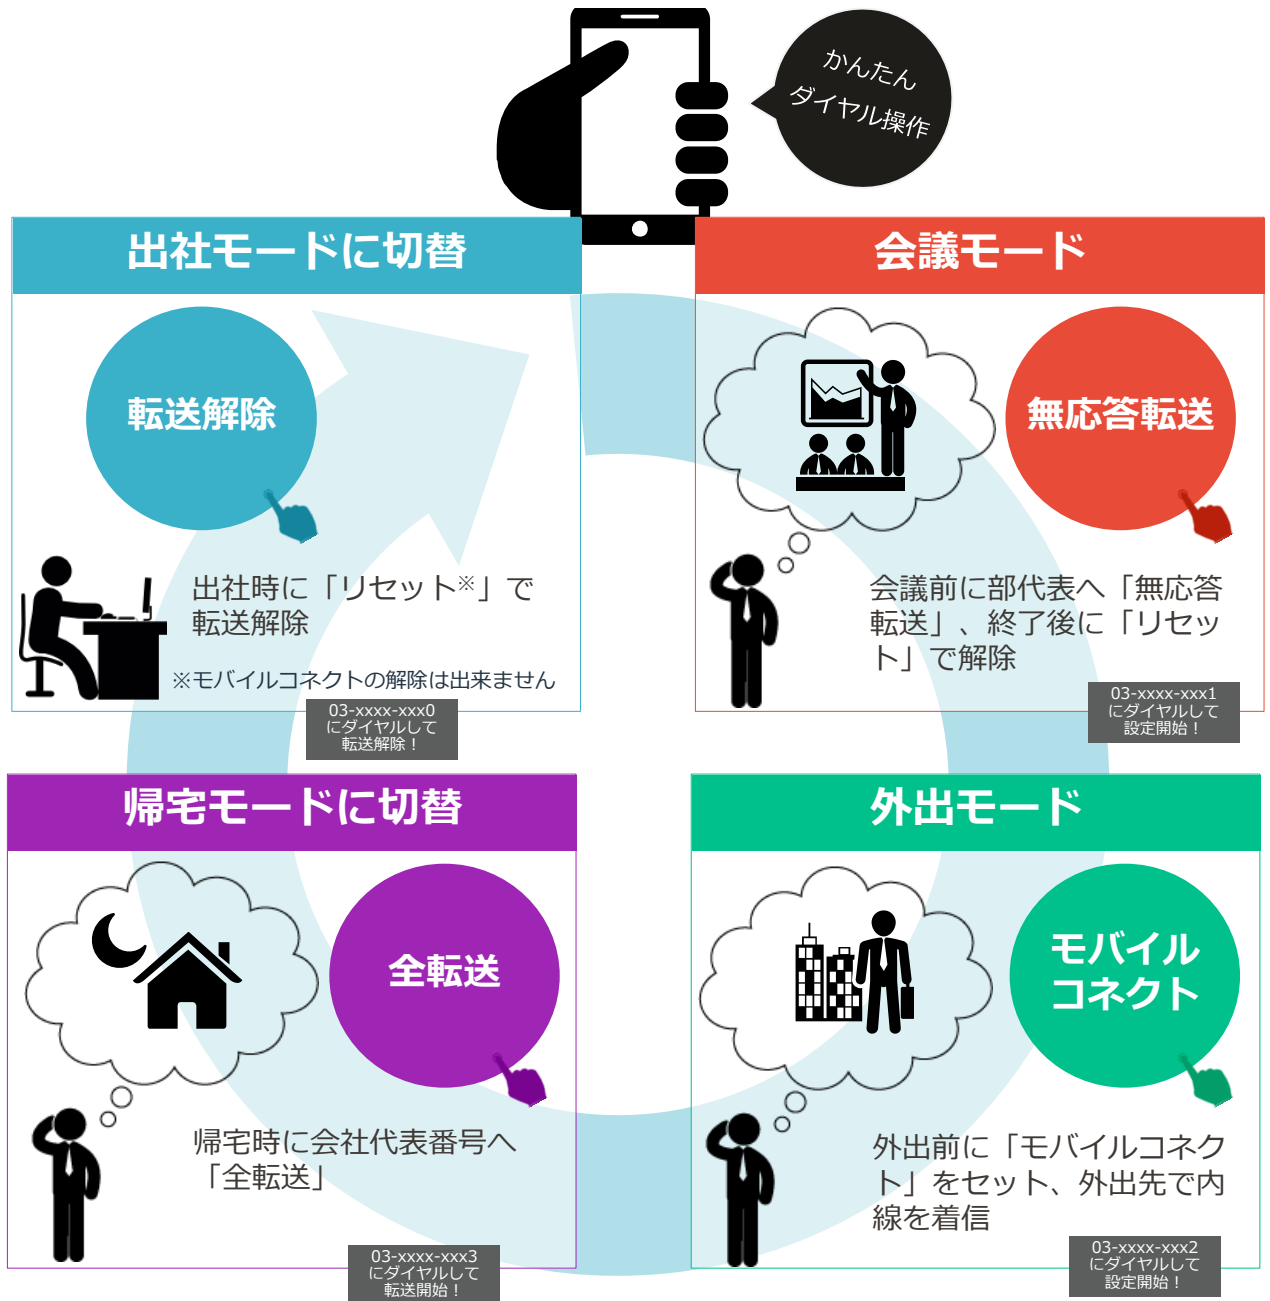 かんたん
ダイヤル操作
出社モードに切替
転送解除
出社時に「リセット※」で
転送解除
※モバイルコネクトの解除は出来ません
03-xxxx-xxx0
にダイヤルして
転送解除！
会議モード
無応答転送
会議前に部代表へ「無応答
転送」、終了後に「リセッ
ト」で解除
03-xxxx-xxx1
にダイヤルして
設定開始！
帰宅モードに切替
全転送
帰宅時に会社代表番号へ
「全転送」
03-xxxx-xxx3
にダイヤルして
転送開始！
外出モード
モバイル
コネクト
外出前に「モバイルコネク
ト」をセット、外出先で内
線を着信
03-xxxx-xxx2
にダイヤルして
設定開始！